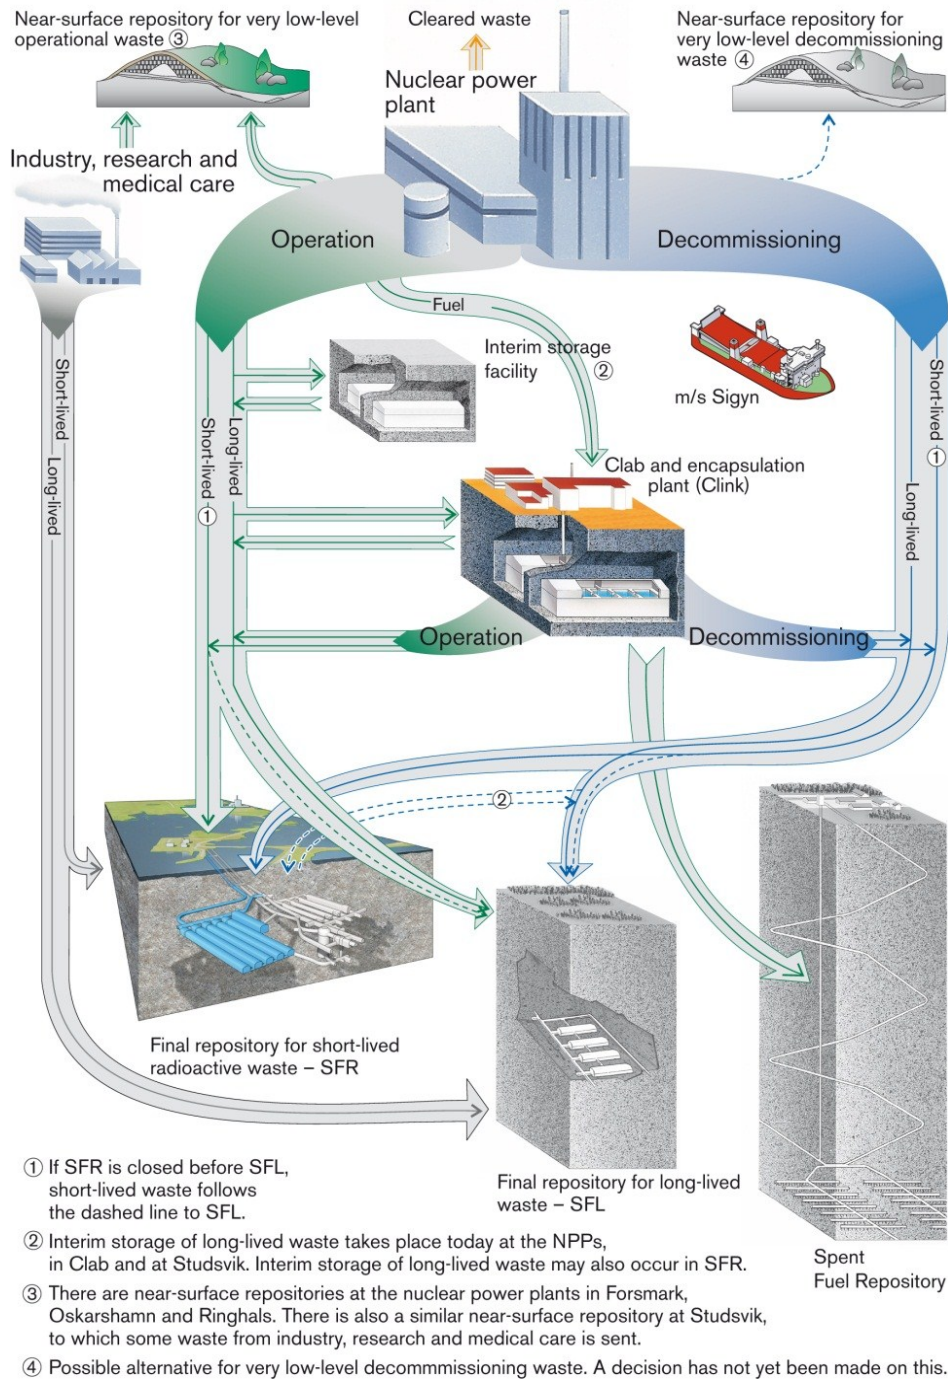 Near-surface repository for very low-level
operational waste ③
Cleared waste
Near-surface repository for
very low-level decommissioning
waste ④
Nuclear power
plant
Industry, research and
medical care
Operation
Decommissioning
Fuel
Interim storage
facility
②
m/s Sigyn
Short-lived
Long-lived
Short-lived
①
Long-lived
Short-lived
①
Long-lived
Clab and encapsulation
plant (Clink)
Operation
Decommissioning
②
Final repository for short-lived
radioactive waste – SFR
Final repository for long-lived
waste – SFL
Spent
Fuel Repository
① If SFR is closed before SFL,
short-lived waste follows
the dashed line to SFL.
② Interim storage of long-lived waste takes place today at the NPPs,
in Clab and at Studsvik. Interim storage of long-lived waste may also occur in SFR.
③ There are near-surface repositories at the nuclear power plants in Forsmark,
Oskarshamn and Ringhals. There is also a similar near-surface repository at Studsvik,
to which some waste from industry, research and medical care is sent.
④ Possible alternative for very low-level decommmissioning waste. A decision has not yet been made on this.